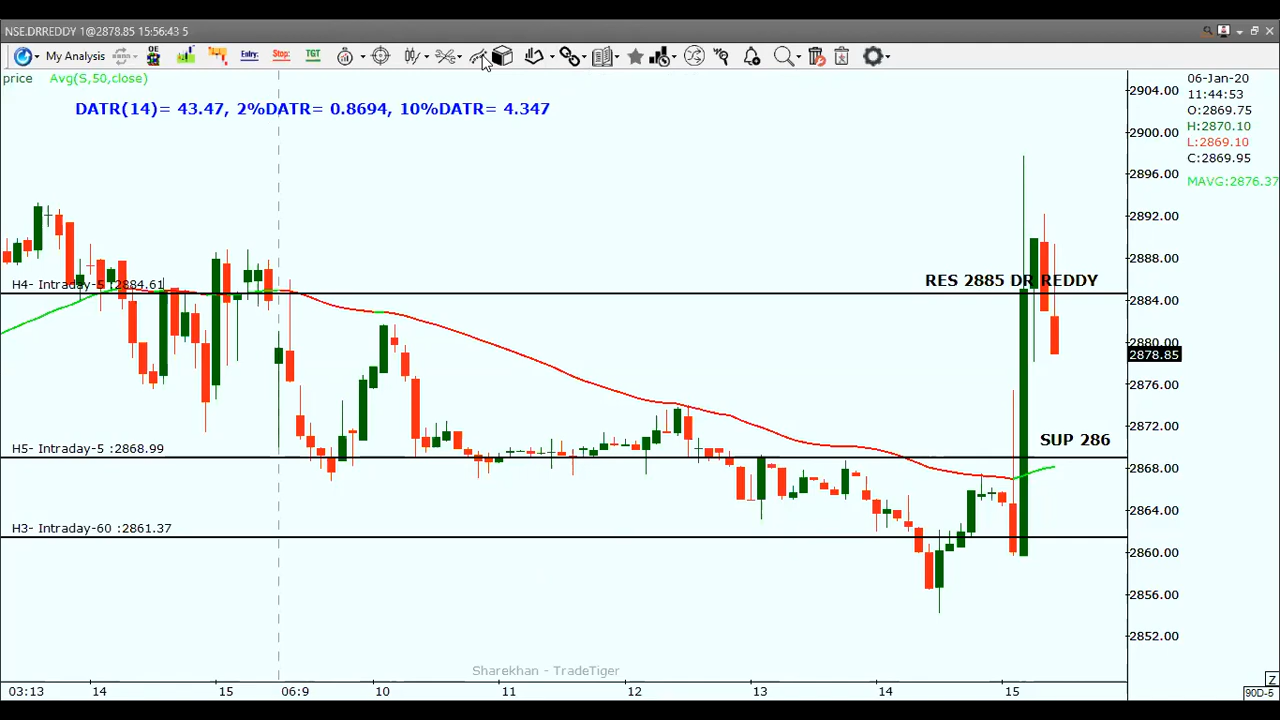 NSE.DRREDDY 1@2878.85 15:56:43 5
My Analysis
OE
Entry:
Stop:
TGT
price Avg(S,50,close)
DATR(14)= 43.47, 2%DATR= 0.8694, 10%DATR= 4.347
06-Jan-20
11:44:53
O:2869.75
H:2870.10
L:2869.10
C:2869.95
MAVG:2876.37
2904.00
2900.00
2896.00
2892.00
2888.00
2884.00
2880.00
2878.85
2876.00
2872.00
2868.00
2864.00
2860.00
2856.00
2852.00
H4- Intraday-5 :2884.61
RES 2885 DR REDDY
H5- Intraday-5 :2868.99
SUP 286
H3- Intraday-60 :2861.37
Sharekhan - TradeTiger
03:13 14 15 06:9 10 11 12 13 14 15
Z
90D-5